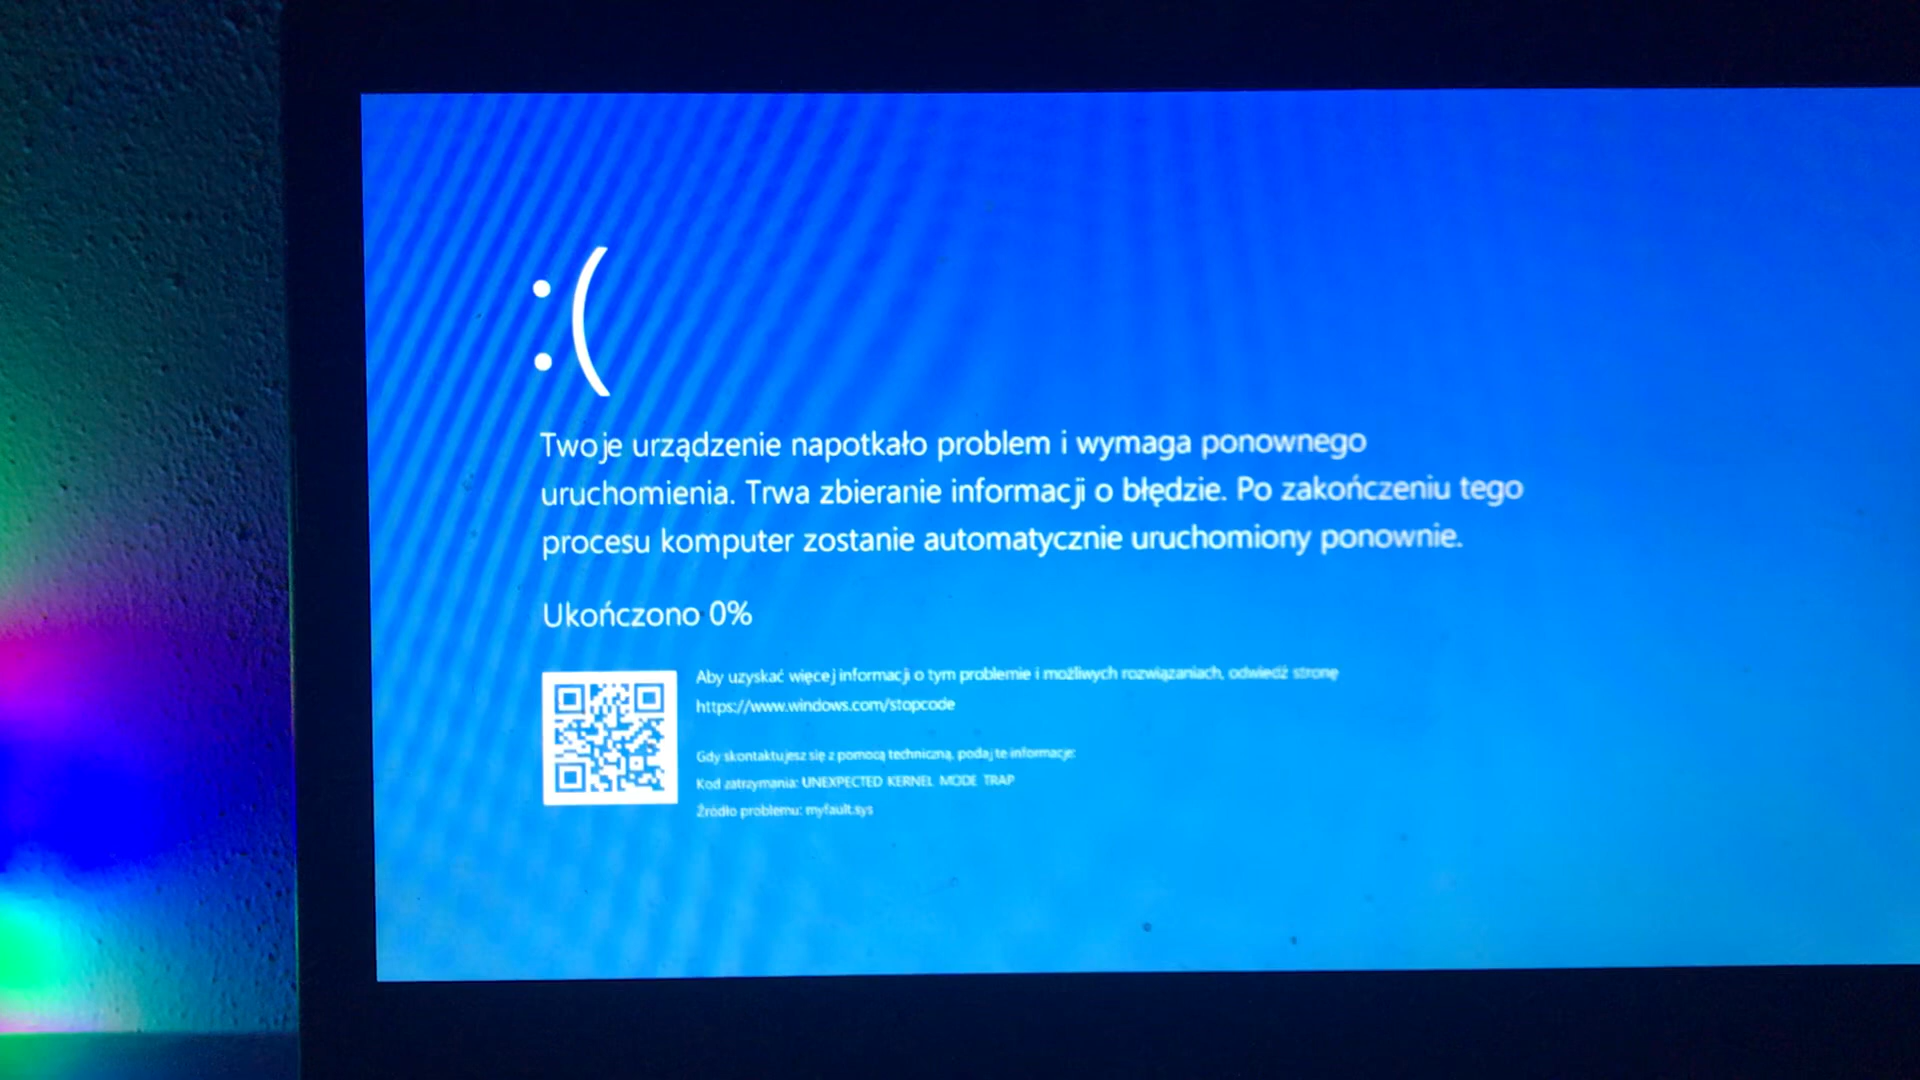 :(
Twoje urządzenie napotkało problem i wymaga ponownego
uruchomienia. Trwa zbieranie informacji o błędzie. Po zakończeniu tego
procesu komputer zostanie automatycznie uruchomiony ponownie.
Ukończono 0%
Aby uzyskać więcej informacji o tym problemie i możliwych rozwiązaniach, odwiedź stronę
https://www.windows.com/stopcode
Gdy skontaktujesz się z pomocą techniczną, podaj te informacje:
Kod zatrzymania: UNEXPECTED KERNEL MODE TRAP
Źródło problemu: myfault.sys